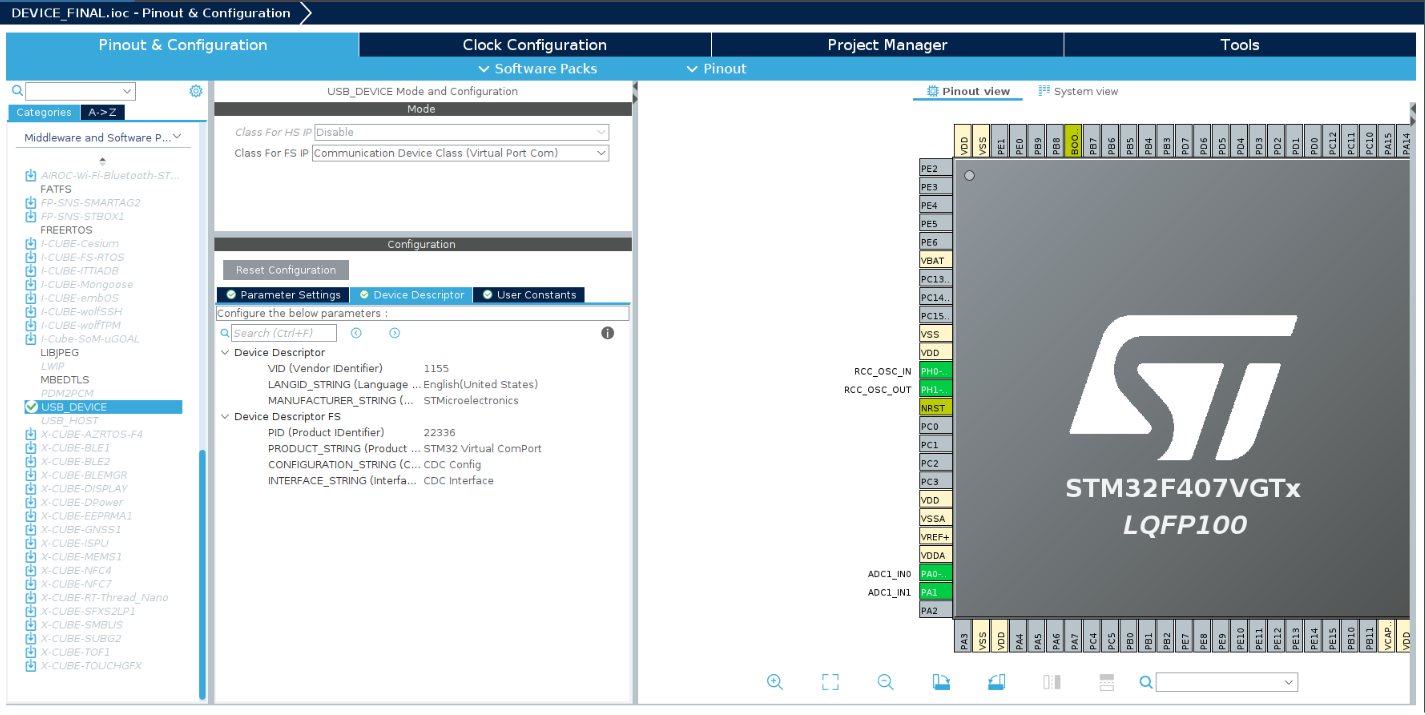 DEVICE_FINAL.ioc - Pinout & Configuration
Pinout & Configuration
Clock Configuration
Project Manager
Tools
Software Packs
Pinout
Categories
A->Z
Middleware and Software P...
AIROC-Wi-Fi-Bluetooth-ST...
FATFS
FP-SNS-SMARTAG2
FP-SNS-STBOX1
FREERTOS
I-CUBE-Cesium
I-CUBE-FS-RTOS
I-CUBE-ITTIADB
I-CUBE-Mongoose
I-CUBE-embOS
I-CUBE-wolfSSH
I-CUBE-wolfTPM
I-Cube-SoM-uGOAL
LIBJPEG
LWIP
MBEDTLS
PDM2PCM
USB_DEVICE
USB_HOST
X-CUBE-AZRTOS-F4
X-CUBE-BLE1
X-CUBE-BLE2
X-CUBE-BLEMGR
X-CUBE-DISPLAY
X-CUBE-DPower
X-CUBE-EEPRMA1
X-CUBE-GNSS1
X-CUBE-ISPU
X-CUBE-MEMS1
X-CUBE-NFC4
X-CUBE-NFC7
X-CUBE-RT-Thread_Nano
X-CUBE-SFXS2LP1
X-CUBE-SMBUS
X-CUBE-SUBG2
X-CUBE-TOF1
X-CUBE-TOUCHGFX
USB_DEVICE Mode and Configuration
Mode
Class For HS IP Disable
Class For FS IP Communication Device Class (Virtual Port Com)
Configuration
Reset Configuration
Parameter Settings
Device Descriptor
User Constants
Configure the below parameters :
Search (Ctrl+F)
Device Descriptor
VID (Vendor IDentifier) 1155
LANGID_STRING (Language ... English(United States)
MANUFACTURER_STRING (... STMicroelectronics
Device Descriptor FS
PID (Product IDentifier) 22336
PRODUCT_STRING (Product ... STM32 Virtual ComPort
CONFIGURATION_STRING (C... CDC Config
INTERFACE_STRING (Interfa... CDC Interface
Pinout view
System view
VDD
VSS
PE1
PE0
PB9
PB8
BOO..
PB7
PB6
PB5
PB4
PB3
PD7
PD6
PD5
PD4
PD3
PD2
PD1
PD0
PC12
PC11
PC10
PA15
PA14
PE2
PE3
PE4
PE5
PE6
VBAT
PC13..
PC14..
PC15..
VSS
VDD
RCC_OSC_IN PH0-..
RCC_OSC_OUT PH1-..
NRST
PC0
PC1
PC2
PC3
VDD
VSSA
VREF+
VDDA
ADC1_IN0 PA0-..
ADC1_IN1 PA1
PA2
ST
STM32F407VGTx
LQFP100
PA3
VSS
VDD
PA4
PA5
PA6
PA7
PC4
PC5
PB0
PB1
PB2
PE7
PE8
PE9
PE10
PE11
PE12
PE13
PE14
PE15
PB10
PB11
VCAP..
VDD